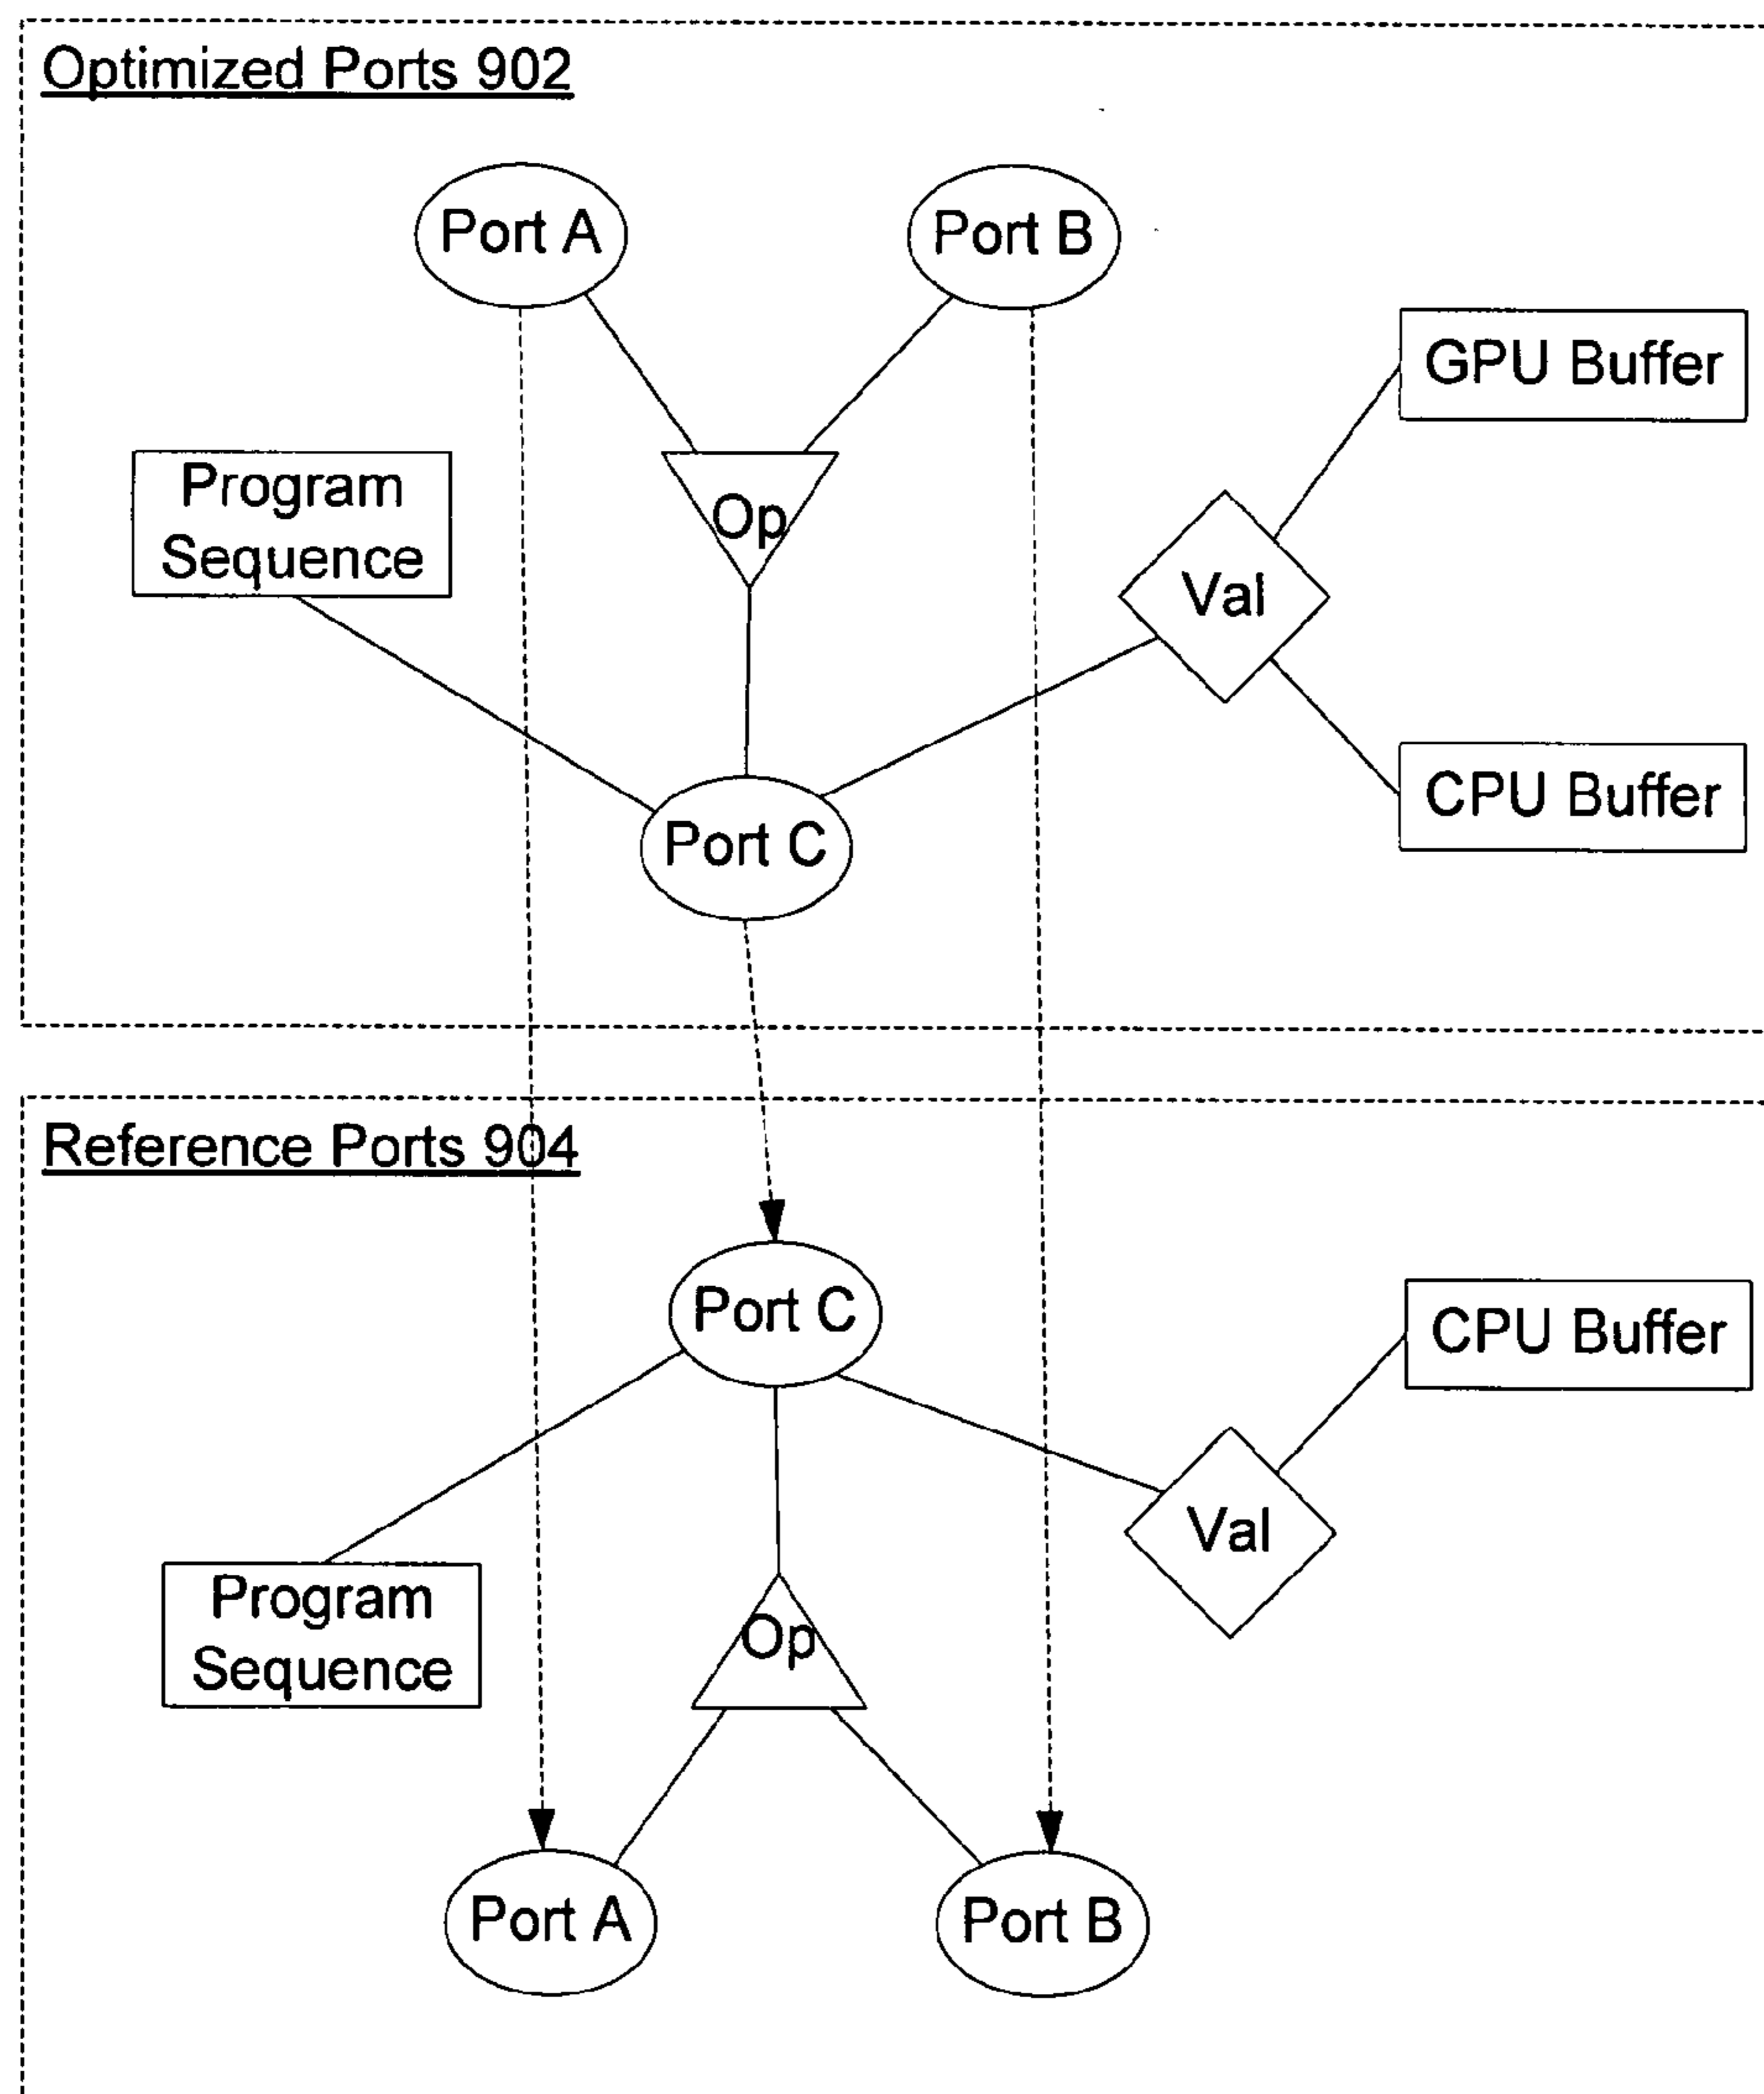 Optimized Ports 902
Port A
Port B
GPU Buffer
Program
Sequence
Op
Val
CPU Buffer
Port C
Reference Ports 904
Port C
CPU Buffer
Val
Program
Sequence
Op
Port A
Port B